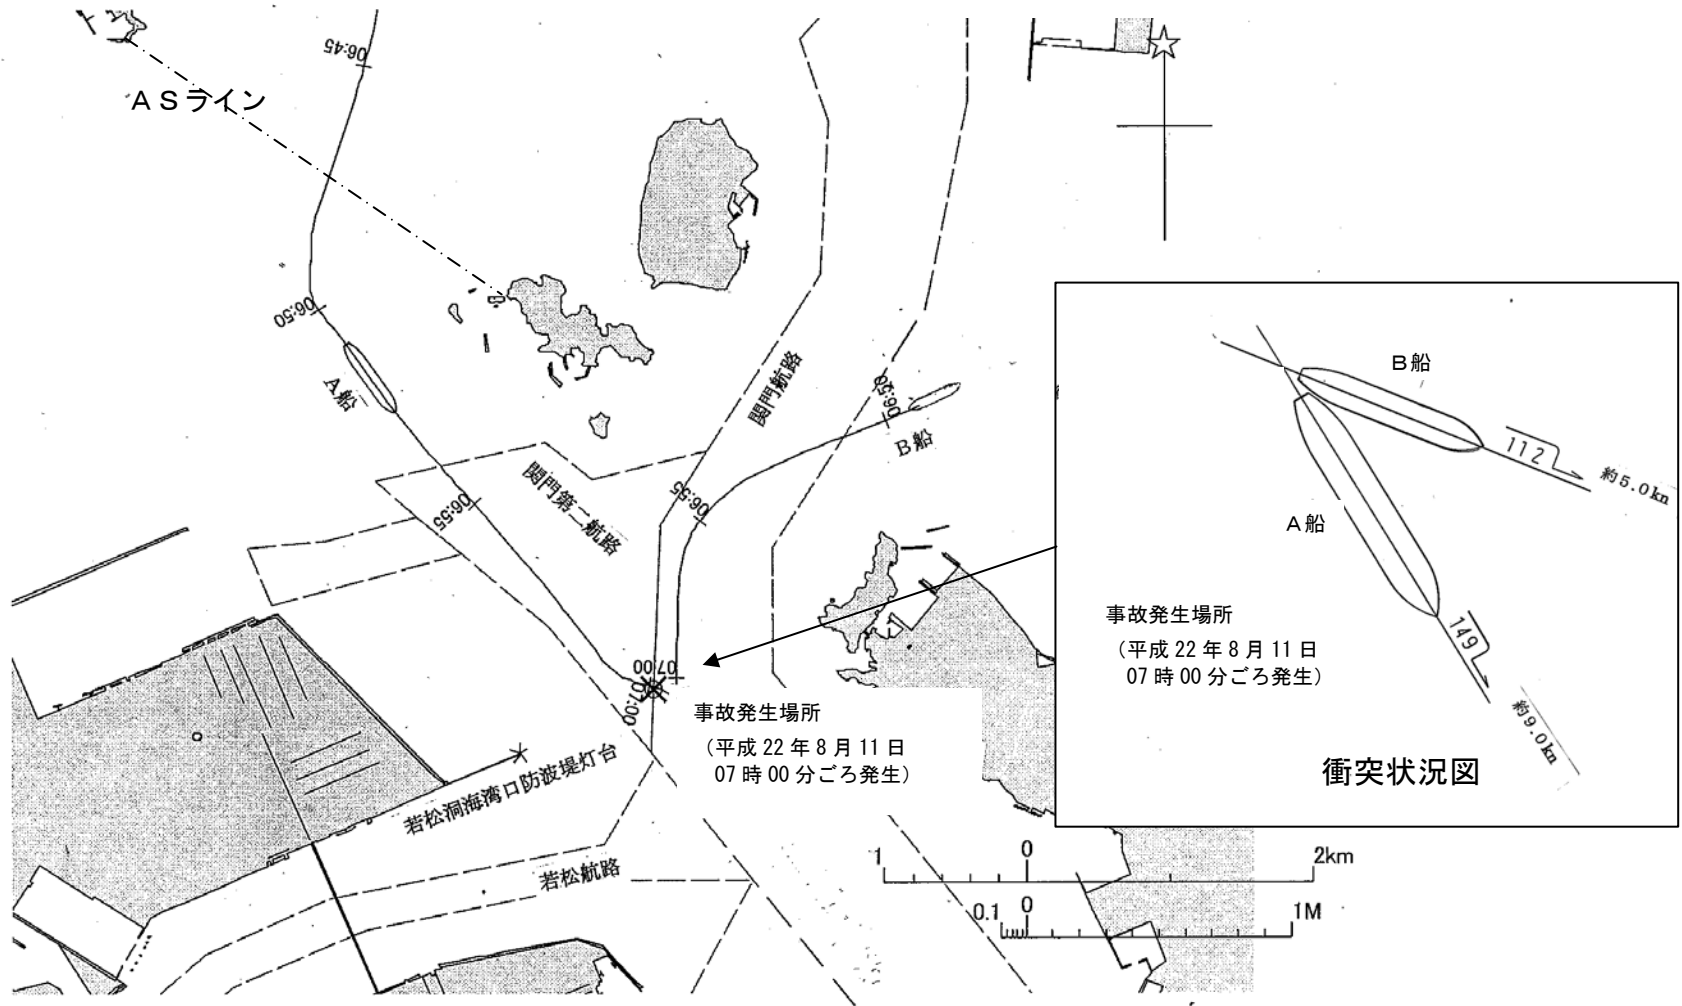 06:45
ASライン
06:50
A船
関門航路
06:50
B船
06:55
関門第二航路
06:55
07:00
07:00
事故発生場所
（平成22年8月11日
07時00分ごろ発生）
若松洞海湾口防波堤灯台
若松航路
1 0 2km
0.1 0 1M
B船
112
約5.0kn
A船
149
約9.0kn
事故発生場所
（平成22年8月11日
07時00分ごろ発生）
衝突状況図